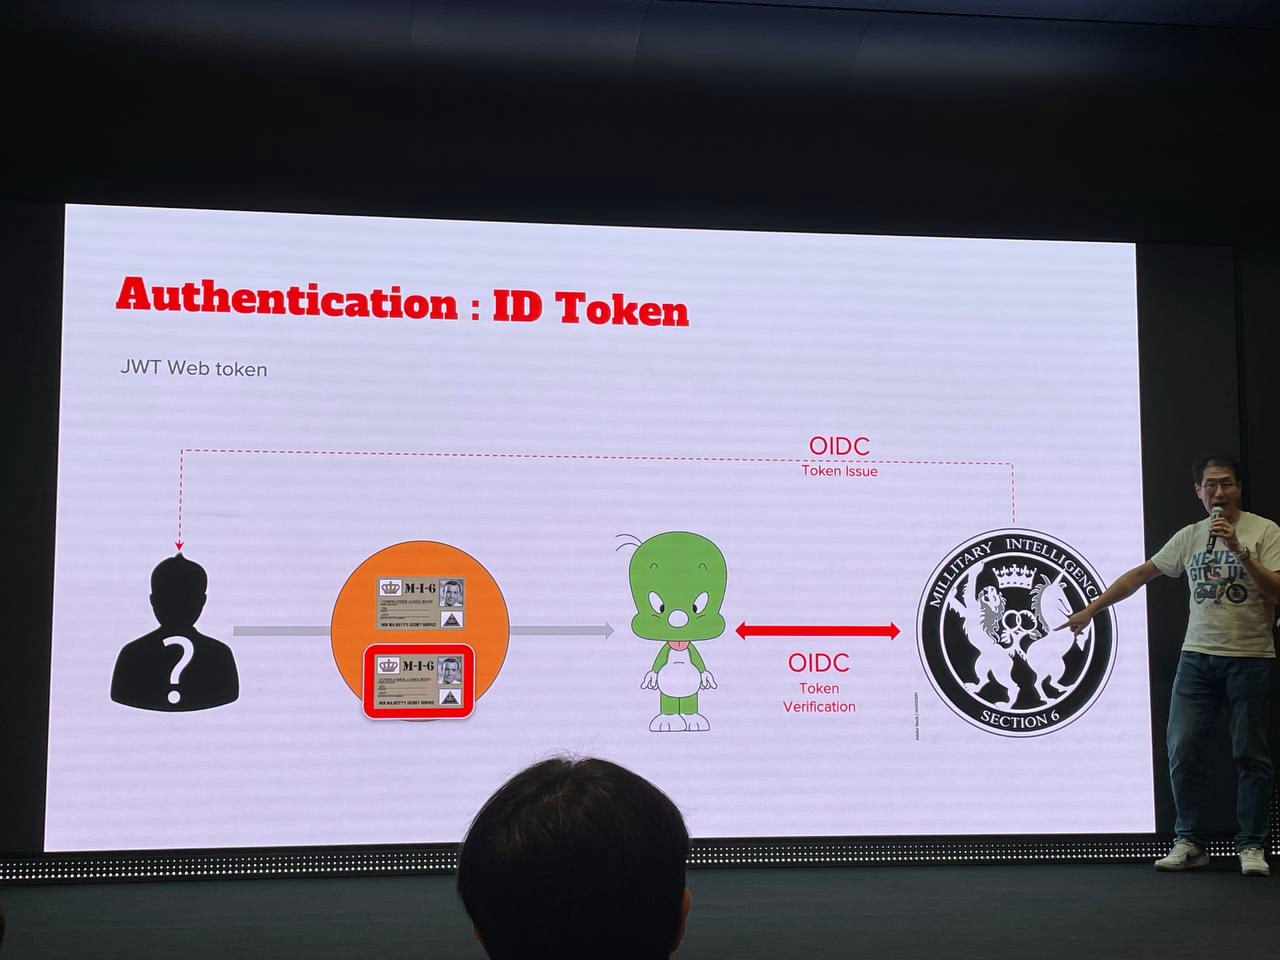 Authentication : ID Token
JWT Web token
OIDC
Token Issue
M-I-6
COMMANDER JAMES BOND
HER MAJESTY'S SECRET SERVICE
M-I-6
COMMANDER JAMES BOND
HER MAJESTY'S SECRET SERVICE
OIDC
Token
Verification
MILLITARY INTELLIGENCE
SECTION 6
NEVER
GIVE UP